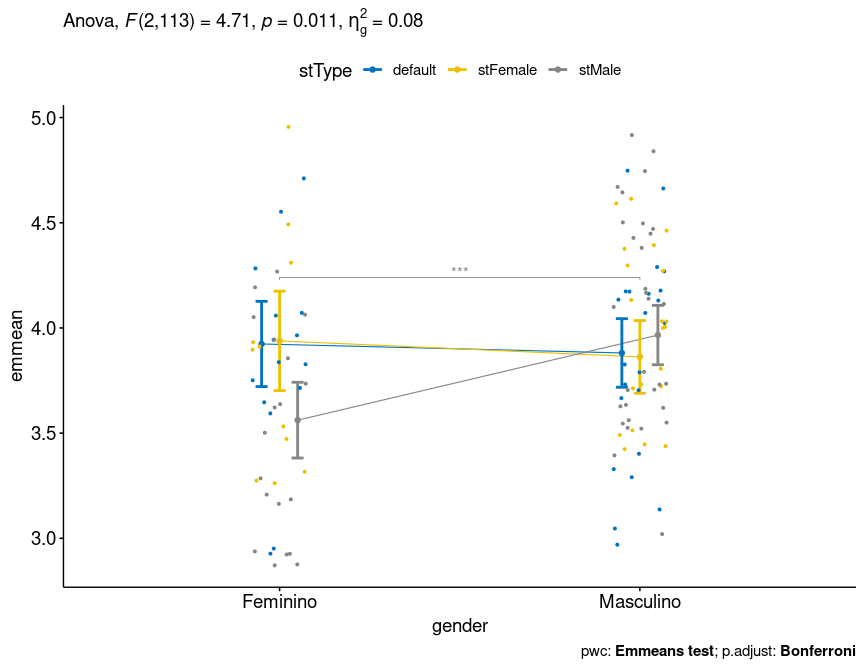 Anova, F(2,113) = 4.71, p = 0.011, η²g = 0.08
stType default stFemale stMale
5.0
4.5
***
4.0
3.5
3.0
emmean
Feminino Masculino
gender
pwc: Emmeans test; p.adjust: Bonferroni